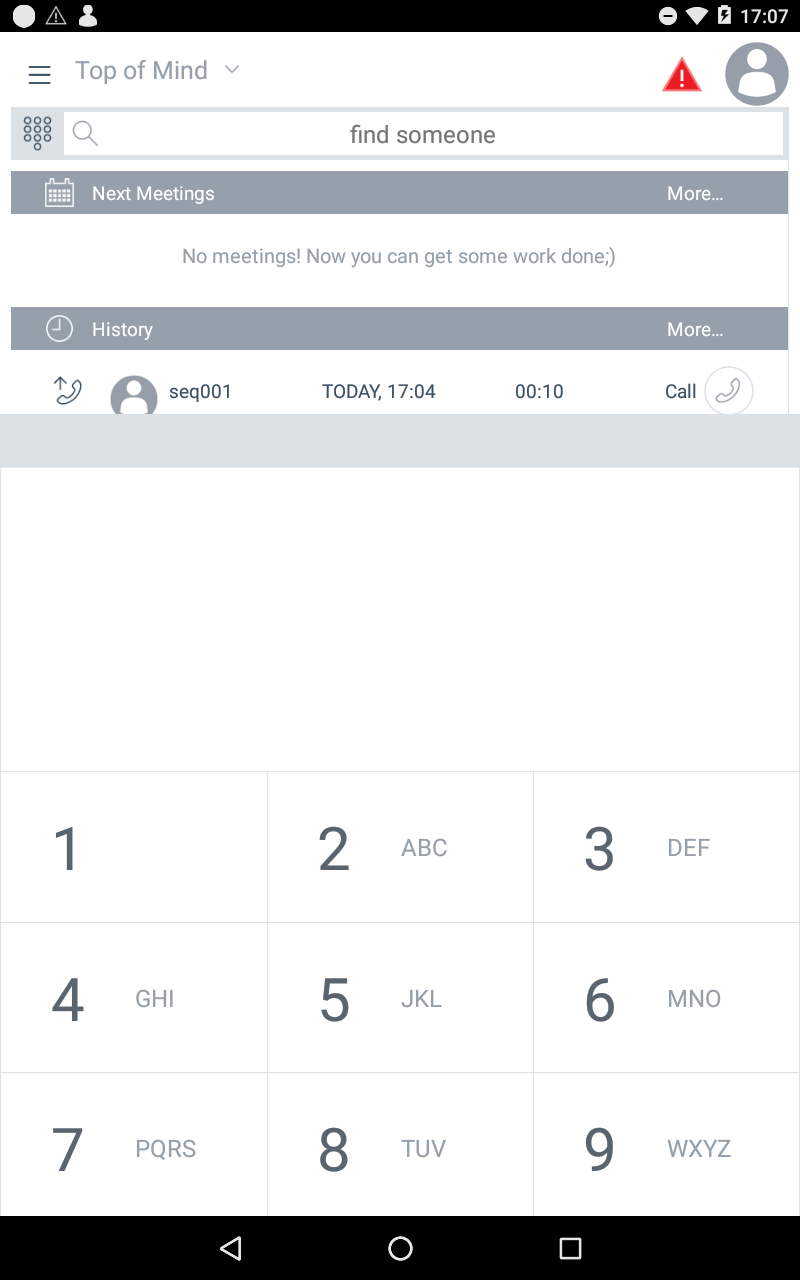 17:07
Top of Mind
find someone
Next Meetings More...
No meetings! Now you can get some work done;)
History More...
seq001 TODAY, 17:04 00:10 Call
1 2 ABC 3 DEF
4 GHI 5 JKL 6 MNO
7 PQRS 8 TUV 9 WXYZ